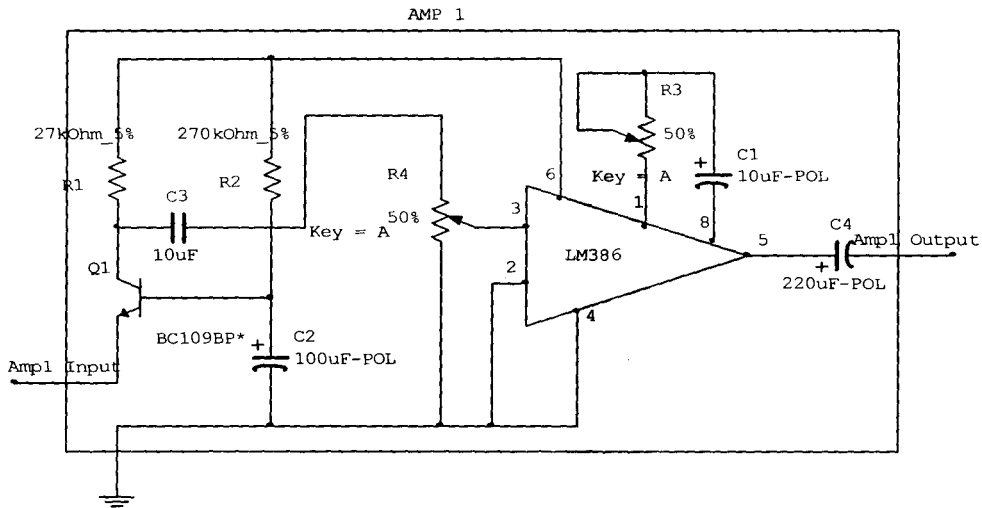 AMP 1
27kOhm_5%
270kOhm_5%
R1
R2
C3
10uF
Q1
BC109BP*
C2
100uF-POL
Amp1 Input
R4
50%
Key = A
R3
50%
Key = A
C1
10uF-POL
6
3
2
1
8
5
4
LM386
C4
220uF-POL
Amp1 Output